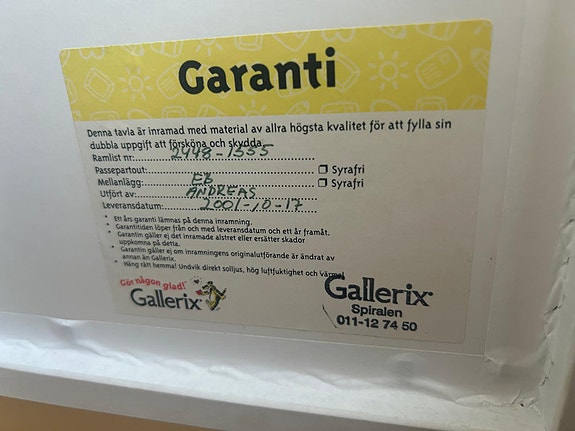 Garanti
Denna tavla är inramad med material av allra högsta kvalitet för att fylla sin
dubbla uppgift att försköna och skydda.
Ramlist nr: 2448-1555
Passepartout: ❐ Syrafri
Mellanlägg: EB ❐ Syrafri
Utfört av: ANDREAS
Leveransdatum: 2001-10-17
* Ett års garanti lämnas på denna inramning.
* Garantitiden löper från och med leveransdatum och ett år framåt.
* Garantin gäller ej det inramade alstret eller ersätter skador
uppkomna på detta.
* Garantin gäller ej om inramningens originalutförande är ändrat av
annan än Gallerix.
* Häng rätt hemma! Undvik direkt solljus, hög luftfuktighet och värme!
Gör någon glad!
Gallerix
Gallerix
Spiralen
011-12 74 50